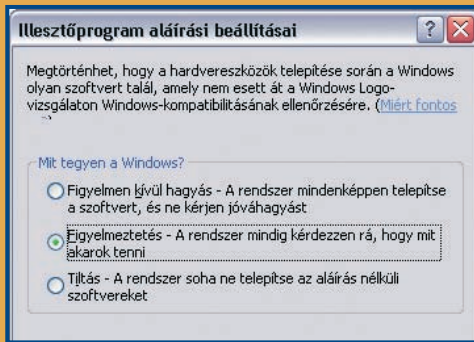 Illesztőprogram aláírási beállításai
Megtörténhet, hogy a hardvereszközök telepítése során a Windows
olyan szoftvert talál, amely nem esett át a Windows Logo-
vizsgálaton Windows-kompatibilitásának ellenőrzésére. (Miért fontos
Mit tegyen a Windows?
Figyelmen kívül hagyás - A rendszer mindenképpen telepítse
a szoftvert, és ne kérjen jóváhagyást
Figyelmeztetés - A rendszer mindig kérdezzen rá, hogy mit
akarok tenni
Tiltás - A rendszer soha ne telepítse az aláírás nélküli
szoftvereket